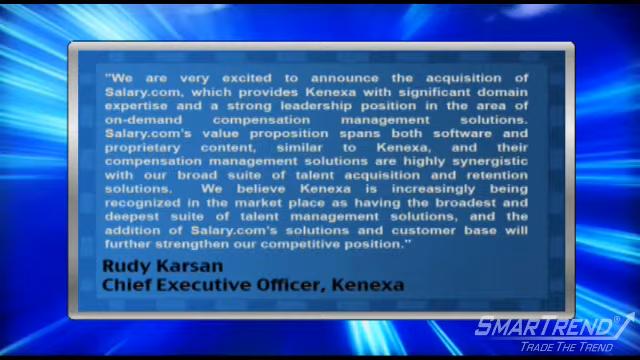 "We are very excited to announce the acquisition of
Salary.com, which provides Kenexa with significant domain
expertise and a strong leadership position in the area of
on-demand compensation management solutions.
Salary.com's value proposition spans both software and
proprietary content, similar to Kenexa, and their
compensation management solutions are highly synergistic
with our broad suite of talent acquisition and retention
solutions. We believe Kenexa is increasingly being
recognized in the market place as having the broadest and
deepest suite of talent management solutions, and the
addition of Salary.com's solutions and customer base will
further strengthen our competitive position."
Rudy Karsan
Chief Executive Officer, Kenexa
SMARTREND®
TRADE THE TREND